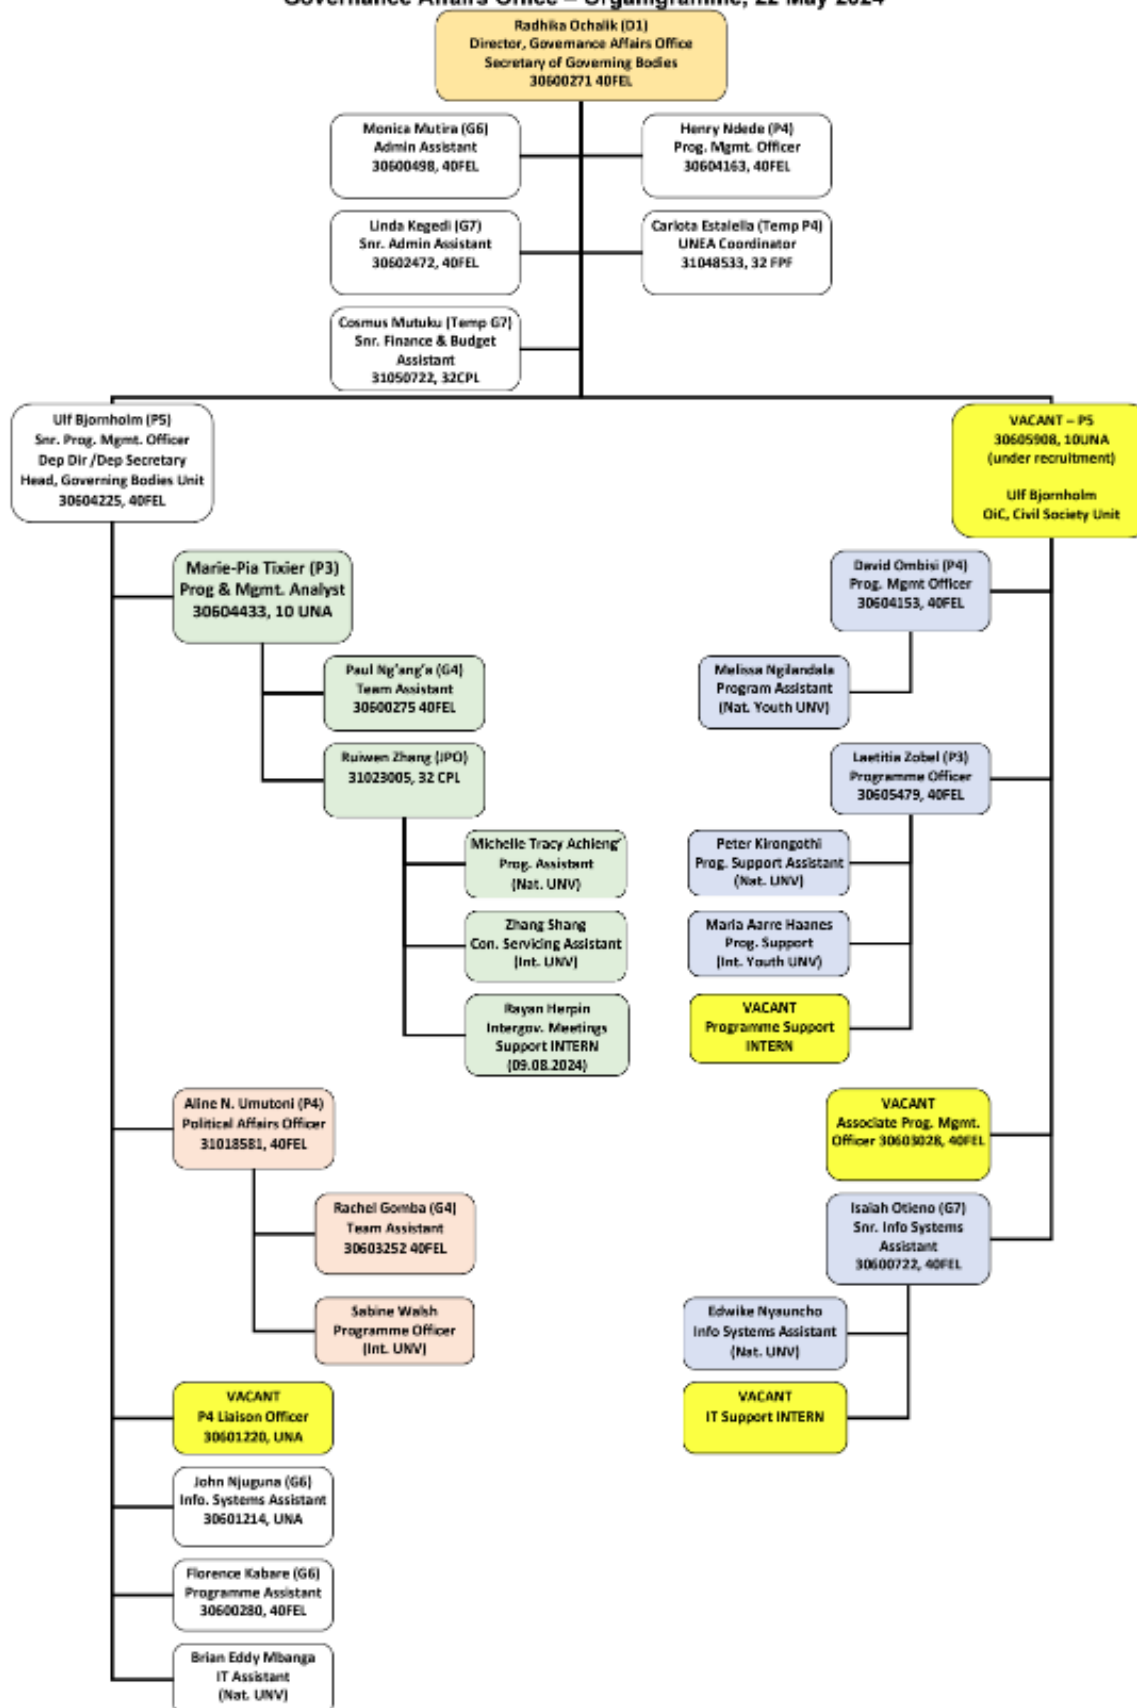 Governance Affairs Office – Organigramme, 22 May 2024
Radhika Ochalik (D1)
Director, Governance Affairs Office
Secretary of Governing Bodies
30600271 40FEL
Monica Mutira (G6)
Admin Assistant
30600498, 40FEL
Henry Ndede (P4)
Prog. Mgmt. Officer
30604163, 40FEL
Linda Kegedi (G7)
Snr. Admin Assistant
30602472, 40FEL
Carlota Estalella (Temp P4)
UNEA Coordinator
31048533, 32 FPF
Cosmus Mutuku (Temp G7)
Snr. Finance & Budget
Assistant
31050722, 32CPL
Ulf Bjornholm (P5)
Snr. Prog. Mgmt. Officer
Dep Dir /Dep Secretary
Head, Governing Bodies Unit
30604225, 40FEL
VACANT – P5
30605908, 10UNA
(under recruitment)
Ulf Bjornholm
OiC, Civil Society Unit
Marie-Pia Tixier (P3)
Prog & Mgmt. Analyst
30604433, 10 UNA
Paul Ng'ang'a (G4)
Team Assistant
30600275 40FEL
Ruiwen Zhang (JPO)
31023005, 32 CPL
Michelle Tracy Achieng'
Prog. Assistant
(Nat. UNV)
Zhang Shang
Con. Servicing Assistant
(Int. UNV)
Rayan Herpin
Intergov. Meetings
Support INTERN
(09.08.2024)
Aline N. Umutoni (P4)
Political Affairs Officer
31018581, 40FEL
Rachel Gomba (G4)
Team Assistant
30603252 40FEL
Sabine Walsh
Programme Officer
(Int. UNV)
VACANT
P4 Liaison Officer
30601220, UNA
John Njuguna (G6)
Info. Systems Assistant
30601214, UNA
Florence Kabare (G6)
Programme Assistant
30600280, 40FEL
Brian Eddy Mbanga
IT Assistant
(Nat. UNV)
David Ombisi (P4)
Prog. Mgmt Officer
30604153, 40FEL
Melissa Ngilandala
Program Assistant
(Nat. Youth UNV)
Laetitia Zobel (P3)
Programme Officer
30605479, 40FEL
Peter Kirongothi
Prog. Support Assistant
(Nat. UNV)
Maria Aarre Haanes
Prog. Support
(Int. Youth UNV)
VACANT
Programme Support
INTERN
VACANT
Associate Prog. Mgmt.
Officer 30603028, 40FEL
Isaiah Otieno (G7)
Snr. Info Systems
Assistant
30600722, 40FEL
Edwike Nyauncho
Info Systems Assistant
(Nat. UNV)
VACANT
IT Support INTERN